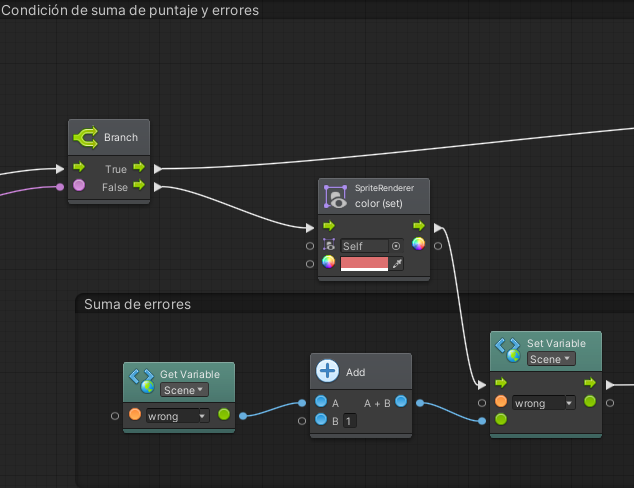 Condición de suma de puntaje y errores
Branch
True
False
SpriteRenderer
color (set)
Self
Suma de errores
Get Variable
Scene
wrong
Add
A A + B
B 1
Set Variable
Scene
wrong